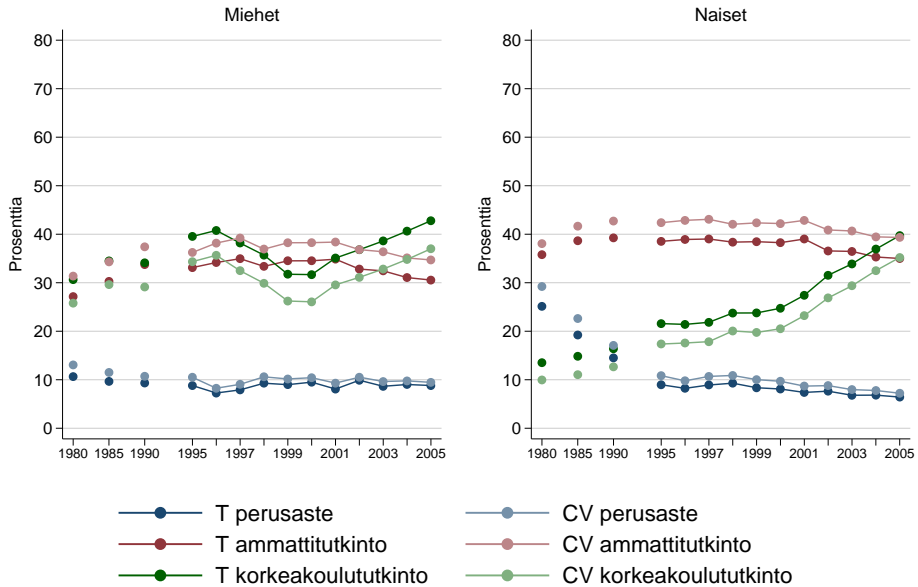 Miehet
Naiset
Prosenttia
80
70
60
50
40
30
20
10
0
1980 1985 1990 1995 1997 1999 2001 2003 2005
Prosenttia
80
70
60
50
40
30
20
10
0
1980 1985 1990 1995 1997 1999 2001 2003 2005
T perusaste
CV perusaste
T ammattitutkinto
CV ammattitutkinto
T korkeakoulututkinto
CV korkeakoulututkinto